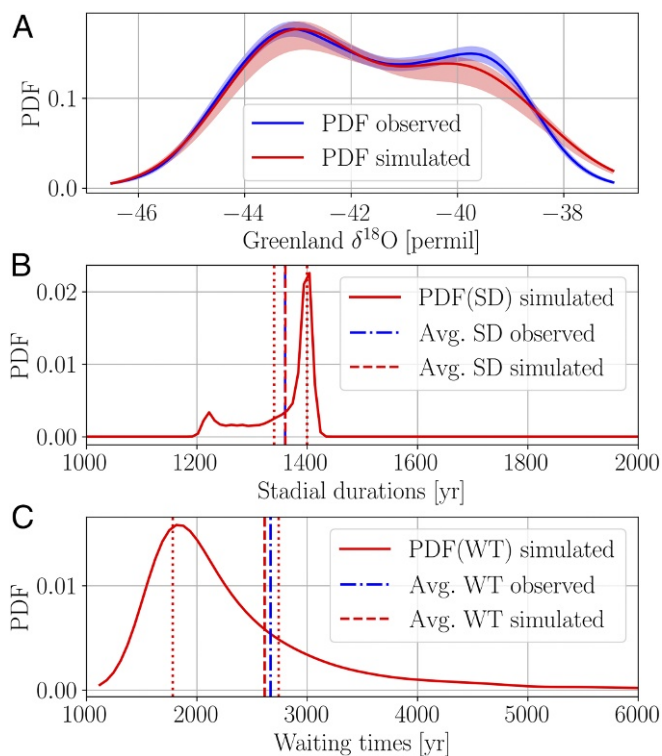 A
PDF
0.1
0.0
PDF observed
PDF simulated
−46 −44 −42 −40 −38
Greenland δ¹⁸O [permil]
B
PDF
0.02
0.01
0.00
PDF(SD) simulated
Avg. SD observed
Avg. SD simulated
1000 1200 1400 1600 1800 2000
Stadial durations [yr]
C
PDF
0.01
0.00
PDF(WT) simulated
Avg. WT observed
Avg. WT simulated
1000 2000 3000 4000 5000 6000
Waiting times [yr]